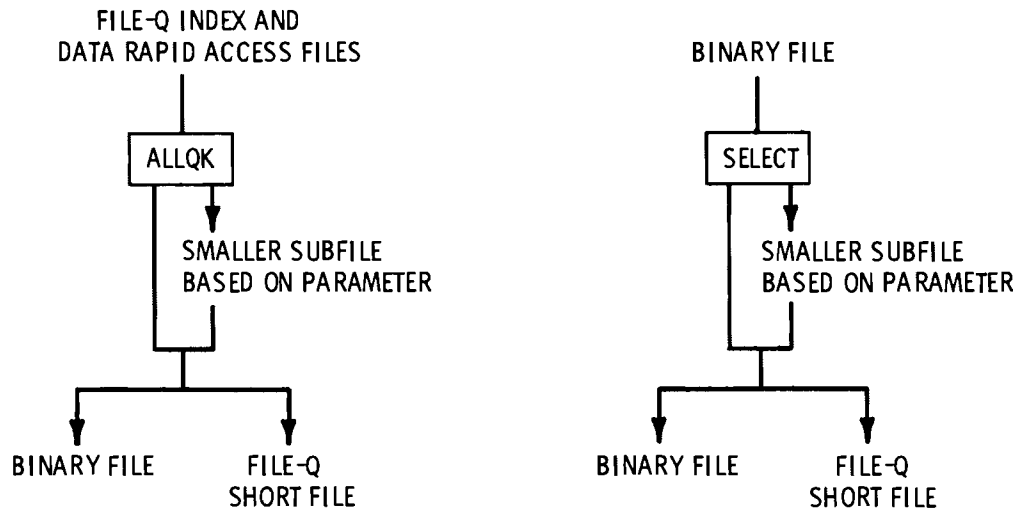 FILE-Q INDEX AND
DATA RAPID ACCESS FILES
ALLQK
SMALLER SUBFILE
BASED ON PARAMETER
BINARY FILE
FILE-Q
SHORT FILE
BINARY FILE
SELECT
SMALLER SUBFILE
BASED ON PARAMETER
BINARY FILE
FILE-Q
SHORT FILE